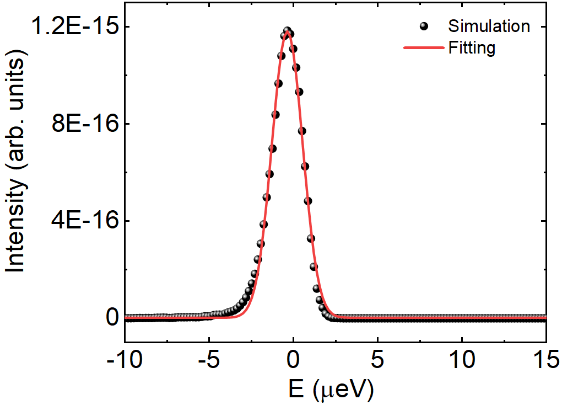 1.2E-15
8E-16
4E-16
0
Intensity (arb. units)
Simulation
Fitting
-10
-5
0
5
10
15
E (μeV)